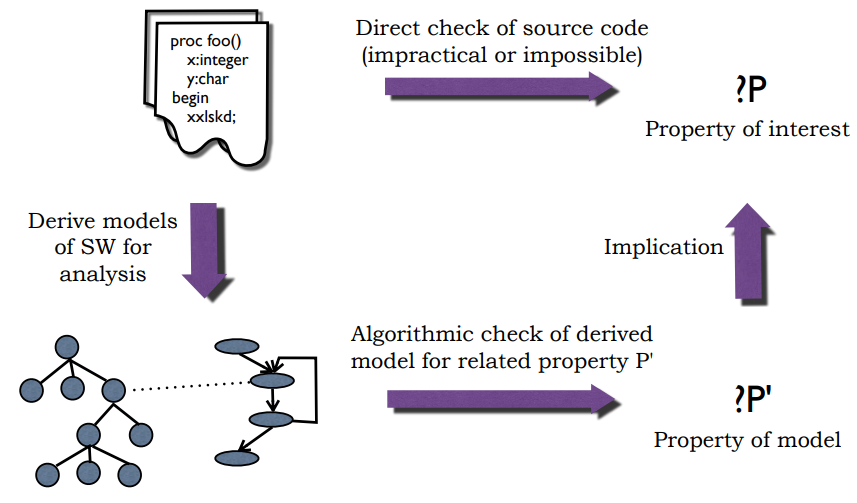 proc foo()
x:integer
y:char
begin
xxlskd;
Direct check of source code
(impractical or impossible)
?P
Property of interest
Derive models
of SW for
analysis
Implication
Algorithmic check of derived
model for related property P'
?P'
Property of model